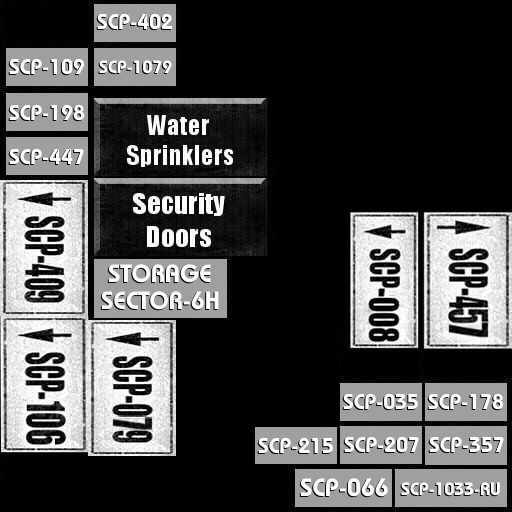 SCP-402
SCP-109
SCP-1079
SCP-198
SCP-447
Water
Sprinklers
Security
Doors
STORAGE
SECTOR-6H
SCP-409
SCP-008
SCP-457
SCP-106
SCP-079
SCP-035
SCP-178
SCP-215
SCP-207
SCP-357
SCP-066
SCP-1033-RU